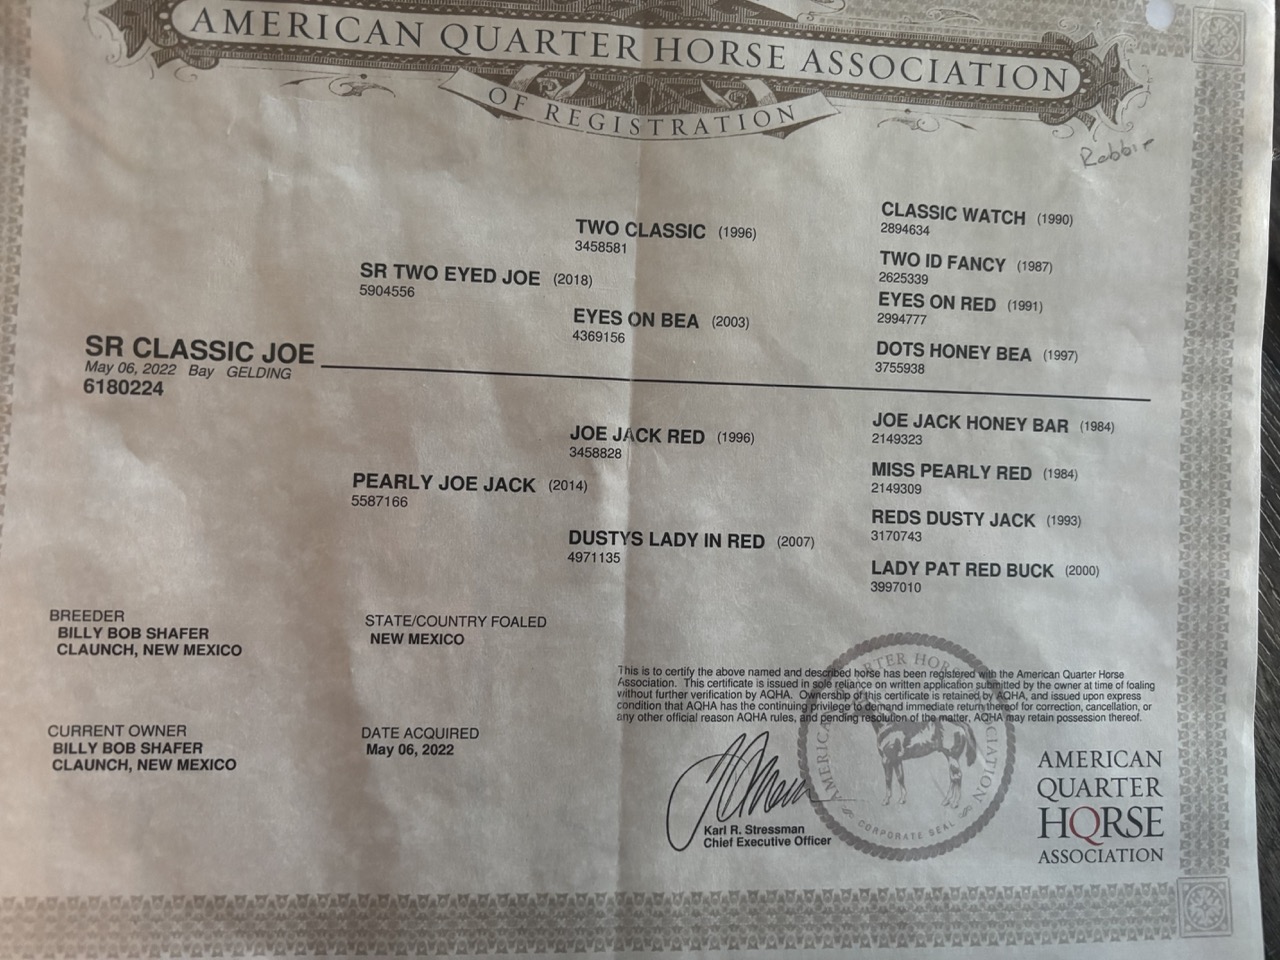 AMERICAN QUARTER HORSE ASSOCIATION
OF REGISTRATION
Robbie
CLASSIC WATCH (1990)
2894634
TWO CLASSIC (1996)
3458581
TWO ID FANCY (1987)
2625339
SR TWO EYED JOE (2018)
5904556
EYES ON RED (1991)
2994777
EYES ON BEA (2003)
4369156
DOTS HONEY BEA (1997)
3755938
SR CLASSIC JOE
May 06, 2022 Bay GELDING
6180224
JOE JACK HONEY BAR (1984)
2149323
JOE JACK RED (1996)
3458828
MISS PEARLY RED (1984)
2149309
PEARLY JOE JACK (2014)
5587166
REDS DUSTY JACK (1993)
3170743
DUSTYS LADY IN RED (2007)
4971135
LADY PAT RED BUCK (2000)
3997010
BREEDER
BILLY BOB SHAFER
CLAUNCH, NEW MEXICO
STATE/COUNTRY FOALED
NEW MEXICO
This is to certify the above named and described horse has been registered with the American Quarter Horse
Association. This certificate is issued in sole reliance on written application submitted by the owner at time of foaling
without further verification by AQHA. Ownership of this certificate is retained by AQHA, and issued upon express
condition that AQHA has the continuing privilege to demand immediate return thereof for correction, cancellation, or
any other official reason AQHA rules, and pending resolution of the matter, AQHA may retain possession thereof.
CURRENT OWNER
BILLY BOB SHAFER
CLAUNCH, NEW MEXICO
DATE ACQUIRED
May 06, 2022
Karl R. Stressman
Chief Executive Officer
AMERICAN QUARTER HORSE ASSOCIATION
CORPORATE SEAL
AMERICAN
QUARTER
HORSE
ASSOCIATION